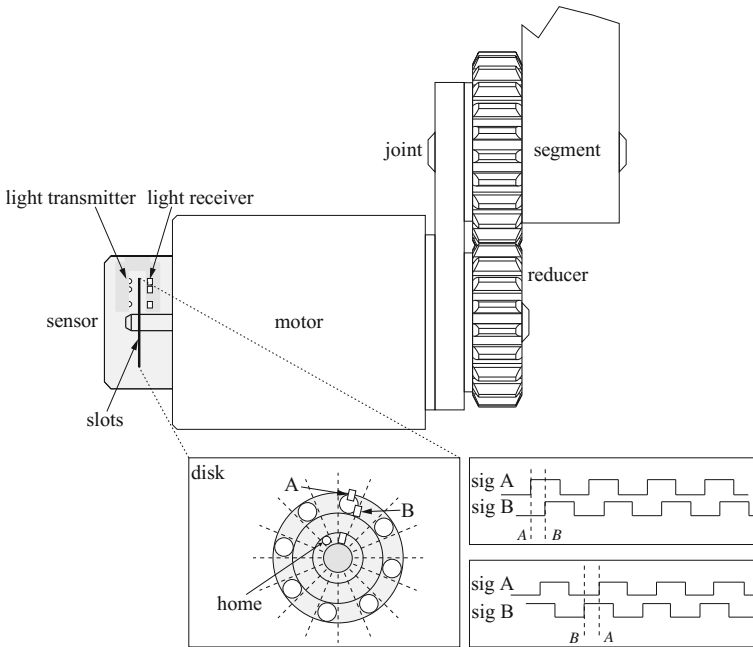 joint
segment
light transmitter
light receiver
reducer
sensor
motor
slots
disk
A
B
home
sig A
sig B
A
B
sig A
sig B
B
A